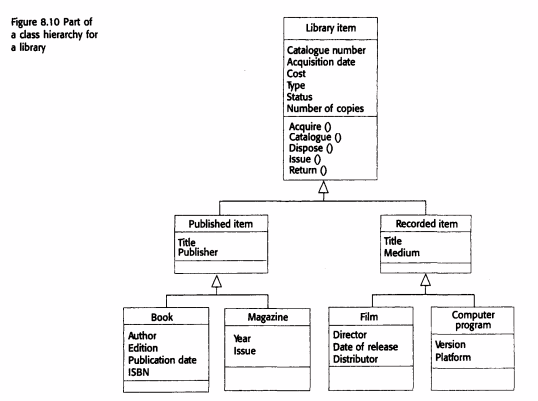 Figure 8.10 Part of
a class hierarchy for
a library
Library item
Catalogue number
Acquisition date
Cost
Type
Status
Number of copies
Acquire ()
Catalogue ()
Dispose ()
Issue ()
Return ()
Published item
Title
Publisher
Recorded item
Title
Medium
Book
Author
Edition
Publication date
ISBN
Magazine
Year
Issue
Film
Director
Date of release
Distributor
Computer
program
Version
Platform